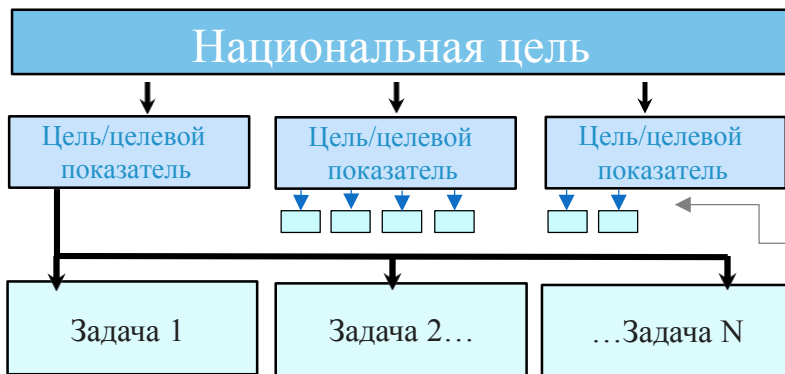 Национальная цель
Цель/целевой
показатель
Цель/целевой
показатель
Цель/целевой
показатель
Задача 1
Задача 2…
…Задача N